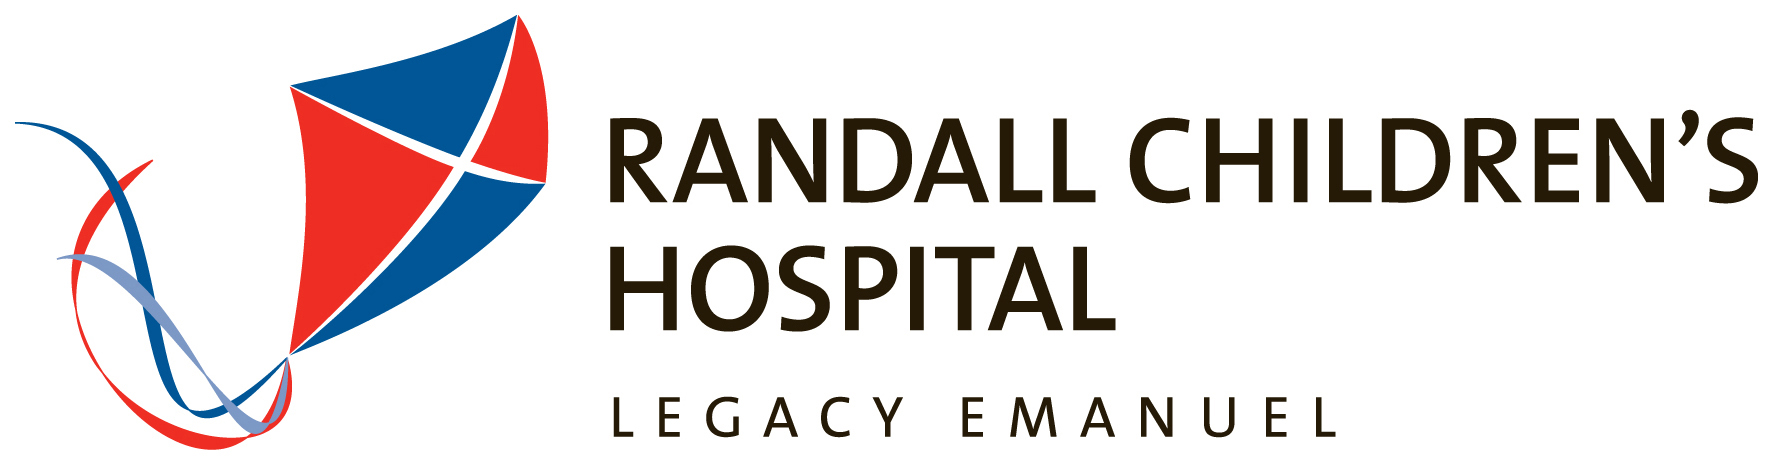 RANDALL CHILDREN’S
HOSPITAL
LEGACY EMANUEL